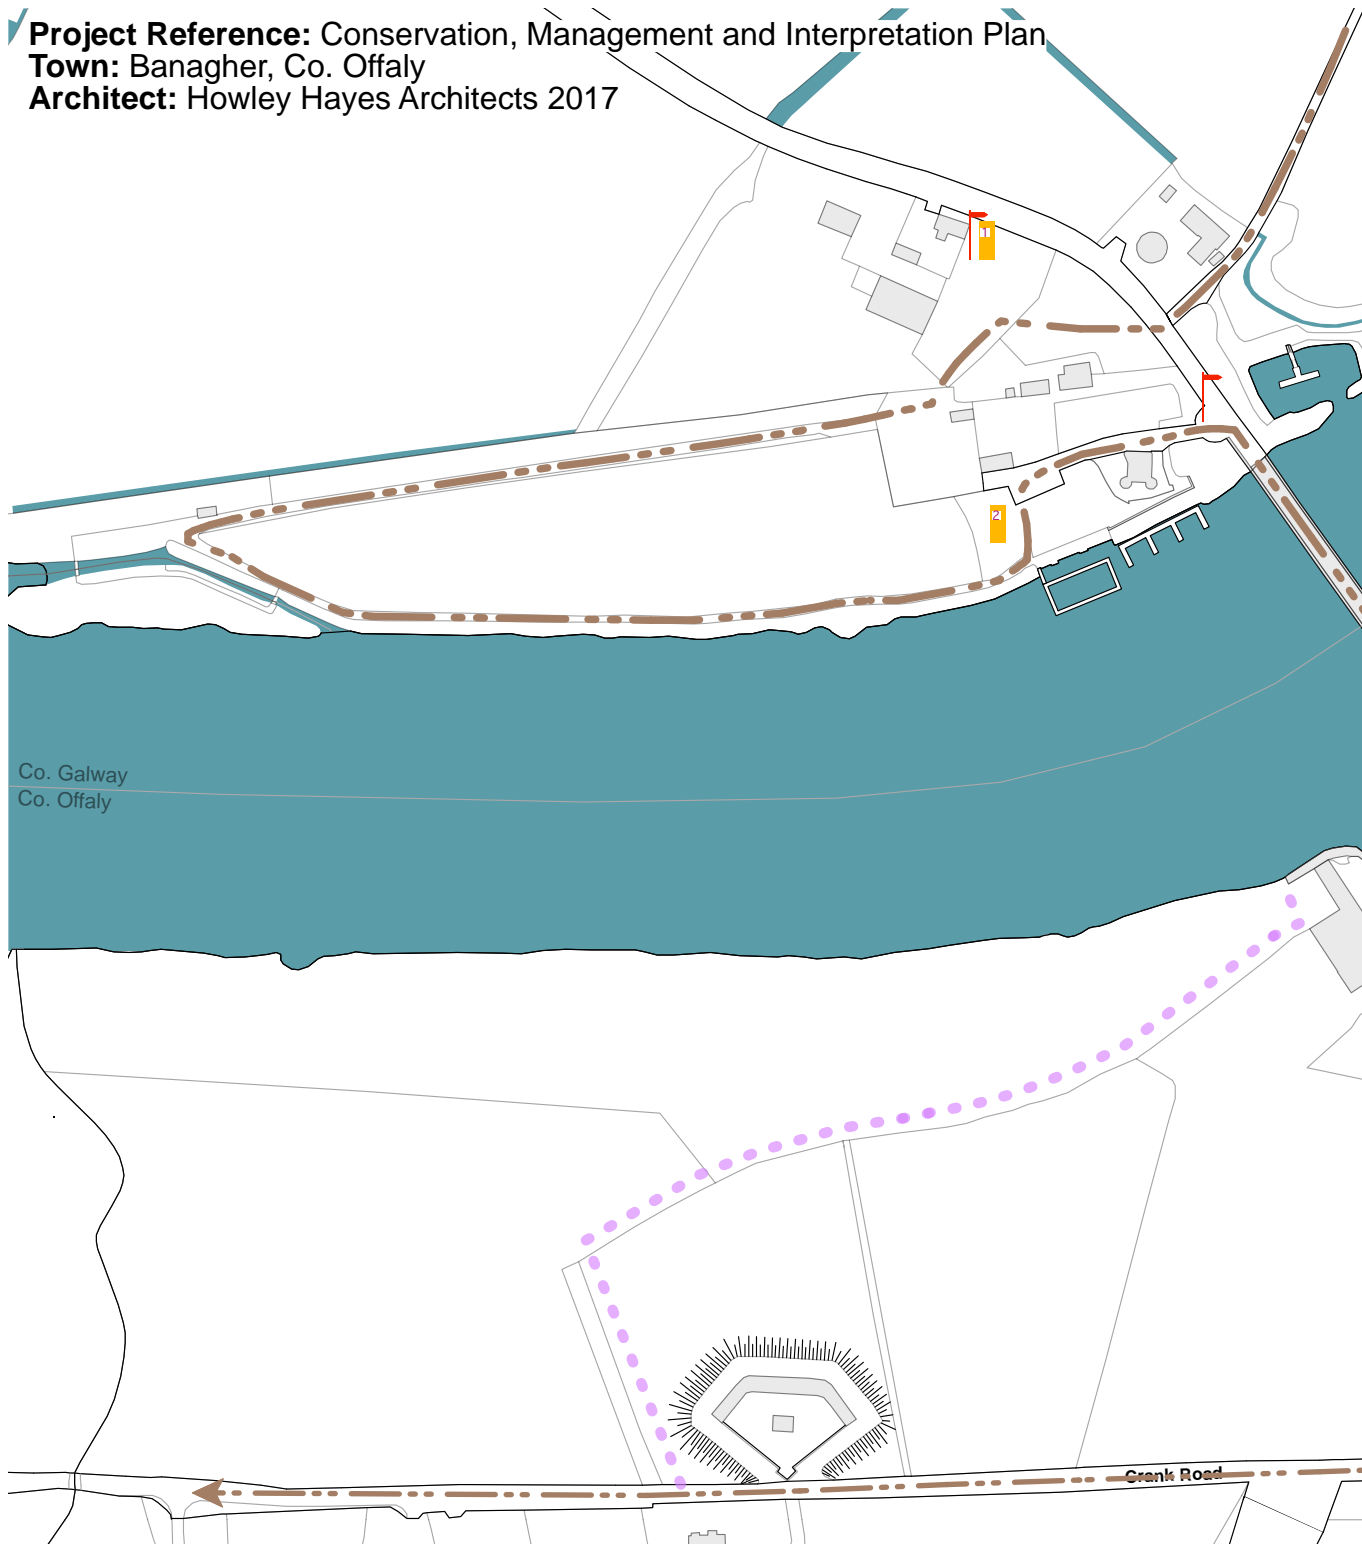 Project Reference: Conservation, Management and Interpretation Plan
Town: Banagher, Co. Offaly
Architect: Howley Hayes Architects 2017
1
2
Co. Galway
Co. Offaly
Crank Road